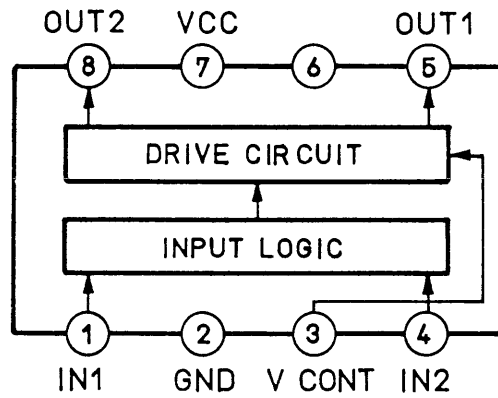 OUT2 VCC OUT1
8 7 6 5
DRIVE CIRCUIT
INPUT LOGIC
1 2 3 4
IN1 GND V CONT IN2